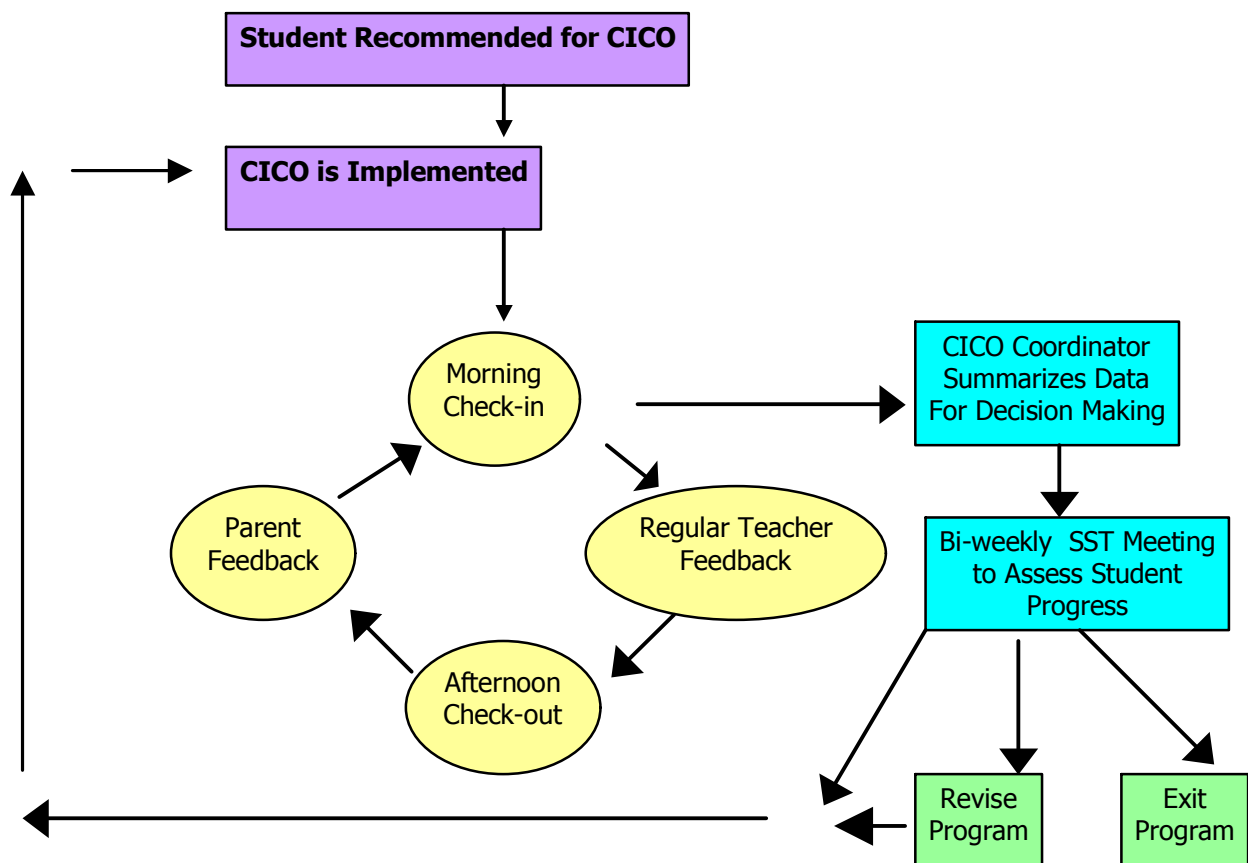 Student Recommended for CICO
CICO is Implemented
Morning
Check-in
CICO Coordinator
Summarizes Data
For Decision Making
Parent
Feedback
Regular Teacher
Feedback
Bi-weekly  SST Meeting
to Assess Student
Progress
Afternoon
Check-out
Revise
Program
Exit
Program